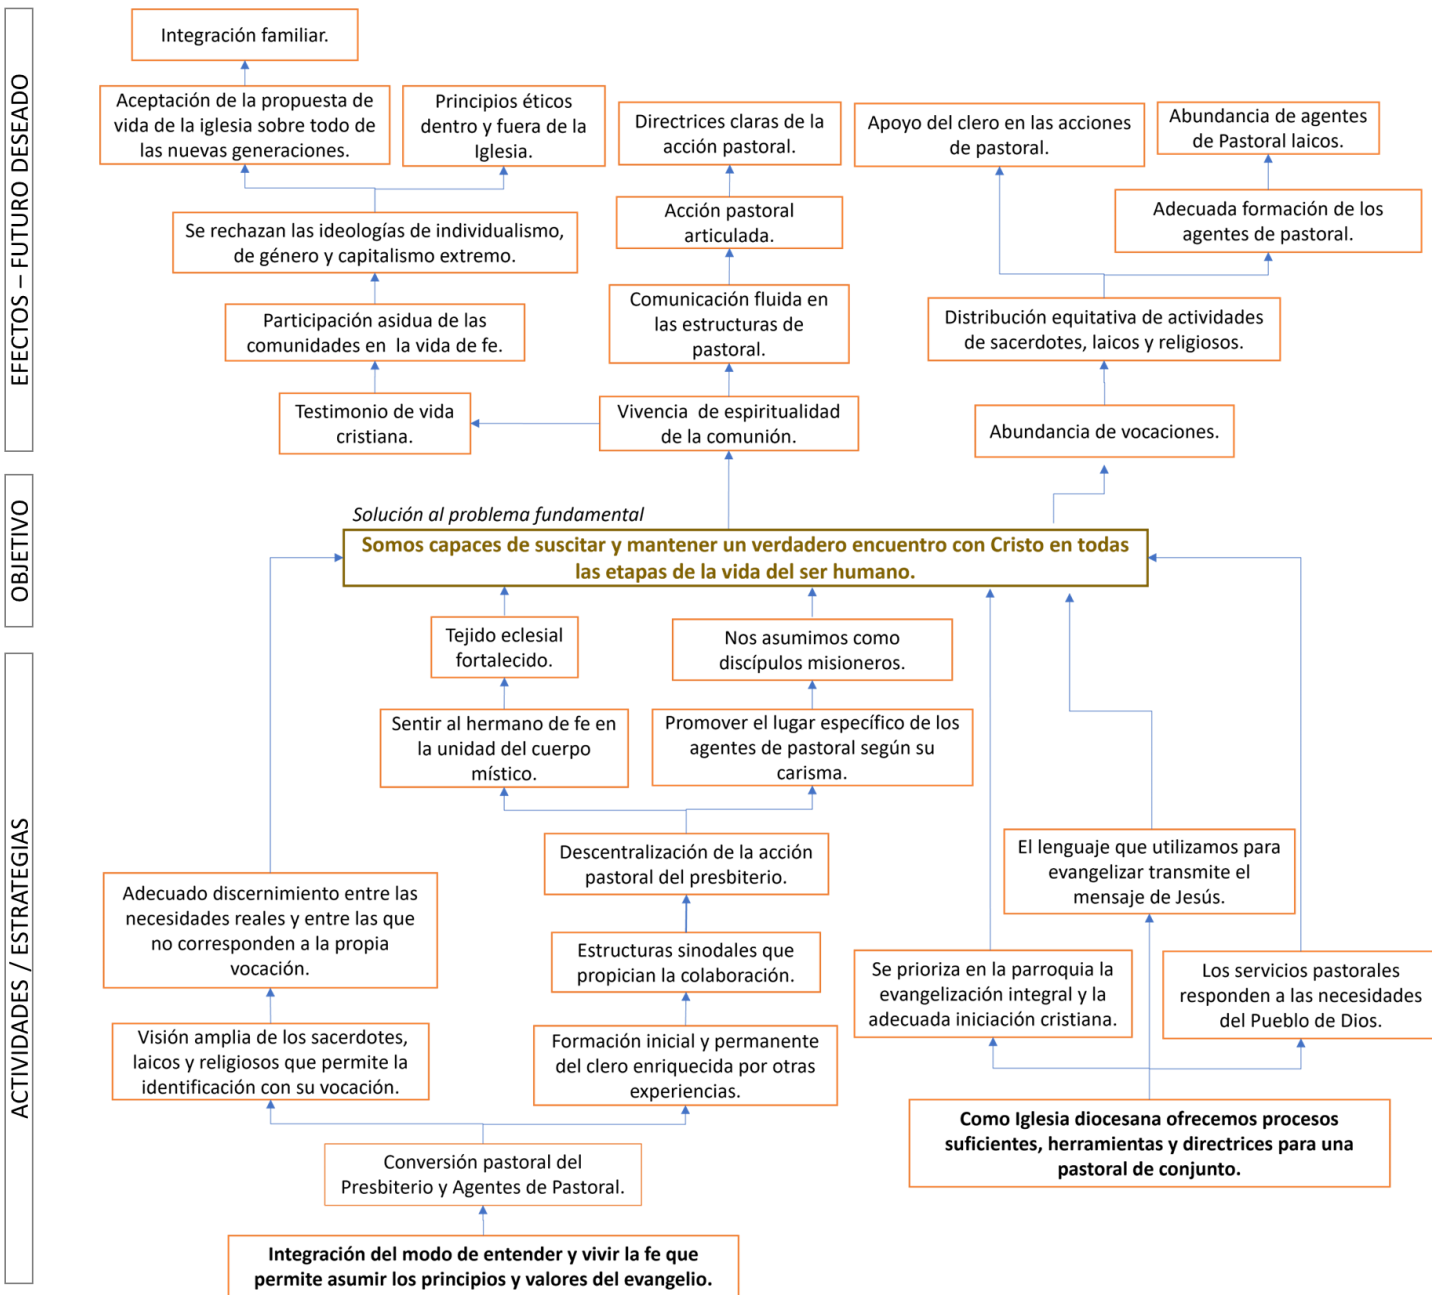 EFECTOS – FUTURO DESEADO
Integración familiar.
Aceptación de la propuesta de
vida de la iglesia sobre todo de
las nuevas generaciones.
Principios éticos
dentro y fuera de la
Iglesia.
Directrices claras de la
acción pastoral.
Apoyo del clero en las acciones
de pastoral.
Abundancia de agentes
de Pastoral laicos.
Se rechazan las ideologías de individualismo,
de género y capitalismo extremo.
Acción pastoral
articulada.
Adecuada formación de los
agentes de pastoral.
Participación asidua de las
comunidades en  la vida de fe.
Comunicación fluida en
las estructuras de
pastoral.
Distribución equitativa de actividades
de sacerdotes, laicos y religiosos.
Testimonio de vida
cristiana.
Vivencia  de espiritualidad
de la comunión.
Abundancia de vocaciones.
OBJETIVO
Solución al problema fundamental
Somos capaces de suscitar y mantener un verdadero encuentro con Cristo en todas
las etapas de la vida del ser humano.
ACTIVIDADES / ESTRATEGIAS
Tejido eclesial
fortalecido.
Nos asumimos como
discípulos misioneros.
Sentir al hermano de fe en
la unidad del cuerpo
místico.
Promover el lugar específico de los
agentes de pastoral según su
carisma.
Descentralización de la acción
pastoral del presbiterio.
El lenguaje que utilizamos para
evangelizar transmite el
mensaje de Jesús.
Adecuado discernimiento entre las
necesidades reales y entre las que
no corresponden a la propia
vocación.
Estructuras sinodales que
propician la colaboración.
Se prioriza en la parroquia la
evangelización integral y la
adecuada iniciación cristiana.
Los servicios pastorales
responden a las necesidades
del Pueblo de Dios.
Visión amplia de los sacerdotes,
laicos y religiosos que permite la
identificación con su vocación.
Formación inicial y permanente
del clero enriquecida por otras
experiencias.
Como Iglesia diocesana ofrecemos procesos
suficientes, herramientas y directrices para una
pastoral de conjunto.
Conversión pastoral del
Presbiterio y Agentes de Pastoral.
Integración del modo de entender y vivir la fe que
permite asumir los principios y valores del evangelio.